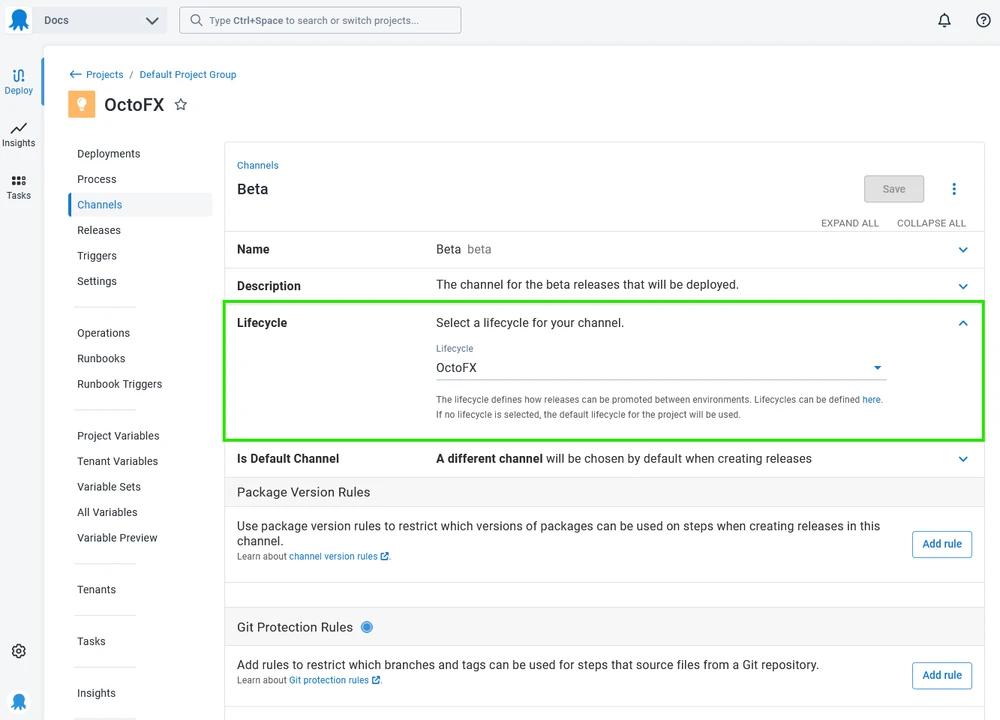 Docs
Type Ctrl+Space to search or switch projects...
Deploy
Insights
Tasks
Projects / Default Project Group
OctoFX
Deployments
Process
Channels
Releases
Triggers
Settings
Operations
Runbooks
Runbook Triggers
Project Variables
Tenant Variables
Variable Sets
All Variables
Variable Preview
Tenants
Tasks
Insights
Channels
Beta
Save
EXPAND ALL COLLAPSE ALL
Name Beta beta
Description The channel for the beta releases that will be deployed.
Lifecycle Select a lifecycle for your channel.
Lifecycle
OctoFX
The lifecycle defines how releases can be promoted between environments. Lifecycles can be defined here.
If no lifecycle is selected, the default lifecycle for the project will be used.
Is Default Channel A different channel will be chosen by default when creating releases
Package Version Rules
Use package version rules to restrict which versions of packages can be used on steps when creating releases in this
channel.
Learn about channel version rules.
Add rule
Git Protection Rules
Add rules to restrict which branches and tags can be used for steps that source files from a Git repository.
Learn about Git protection rules.
Add rule